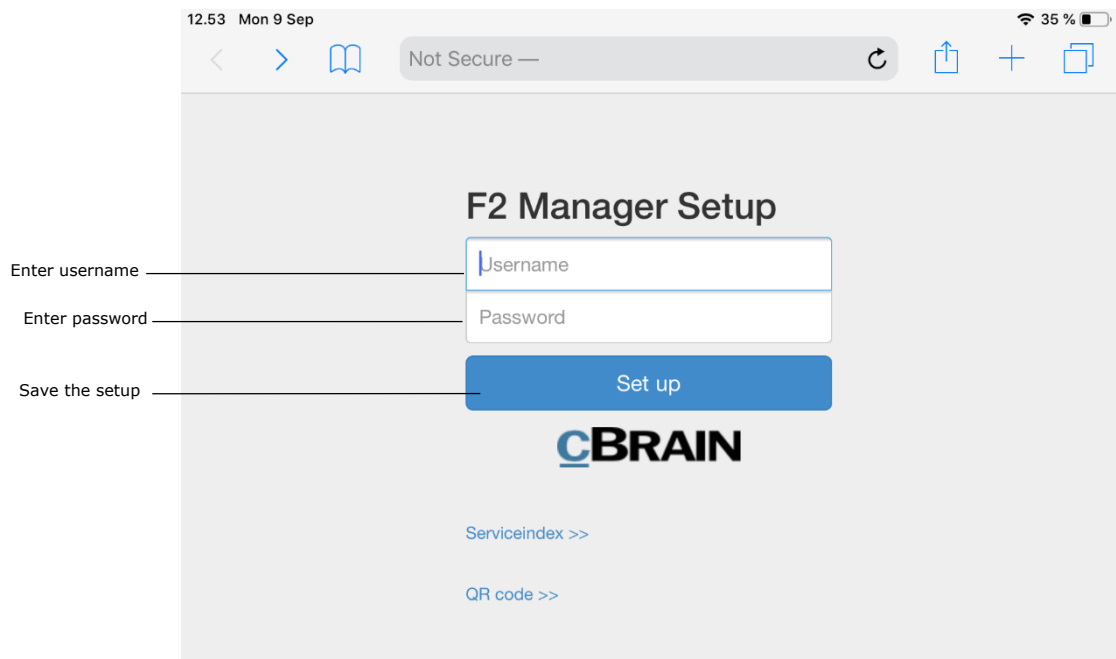 12.53 Mon 9 Sep 35 %
Not Secure —
F2 Manager Setup
Enter username
Username
Enter password
Password
Save the setup
Set up
cBRAIN
Serviceindex >>
QR code >>